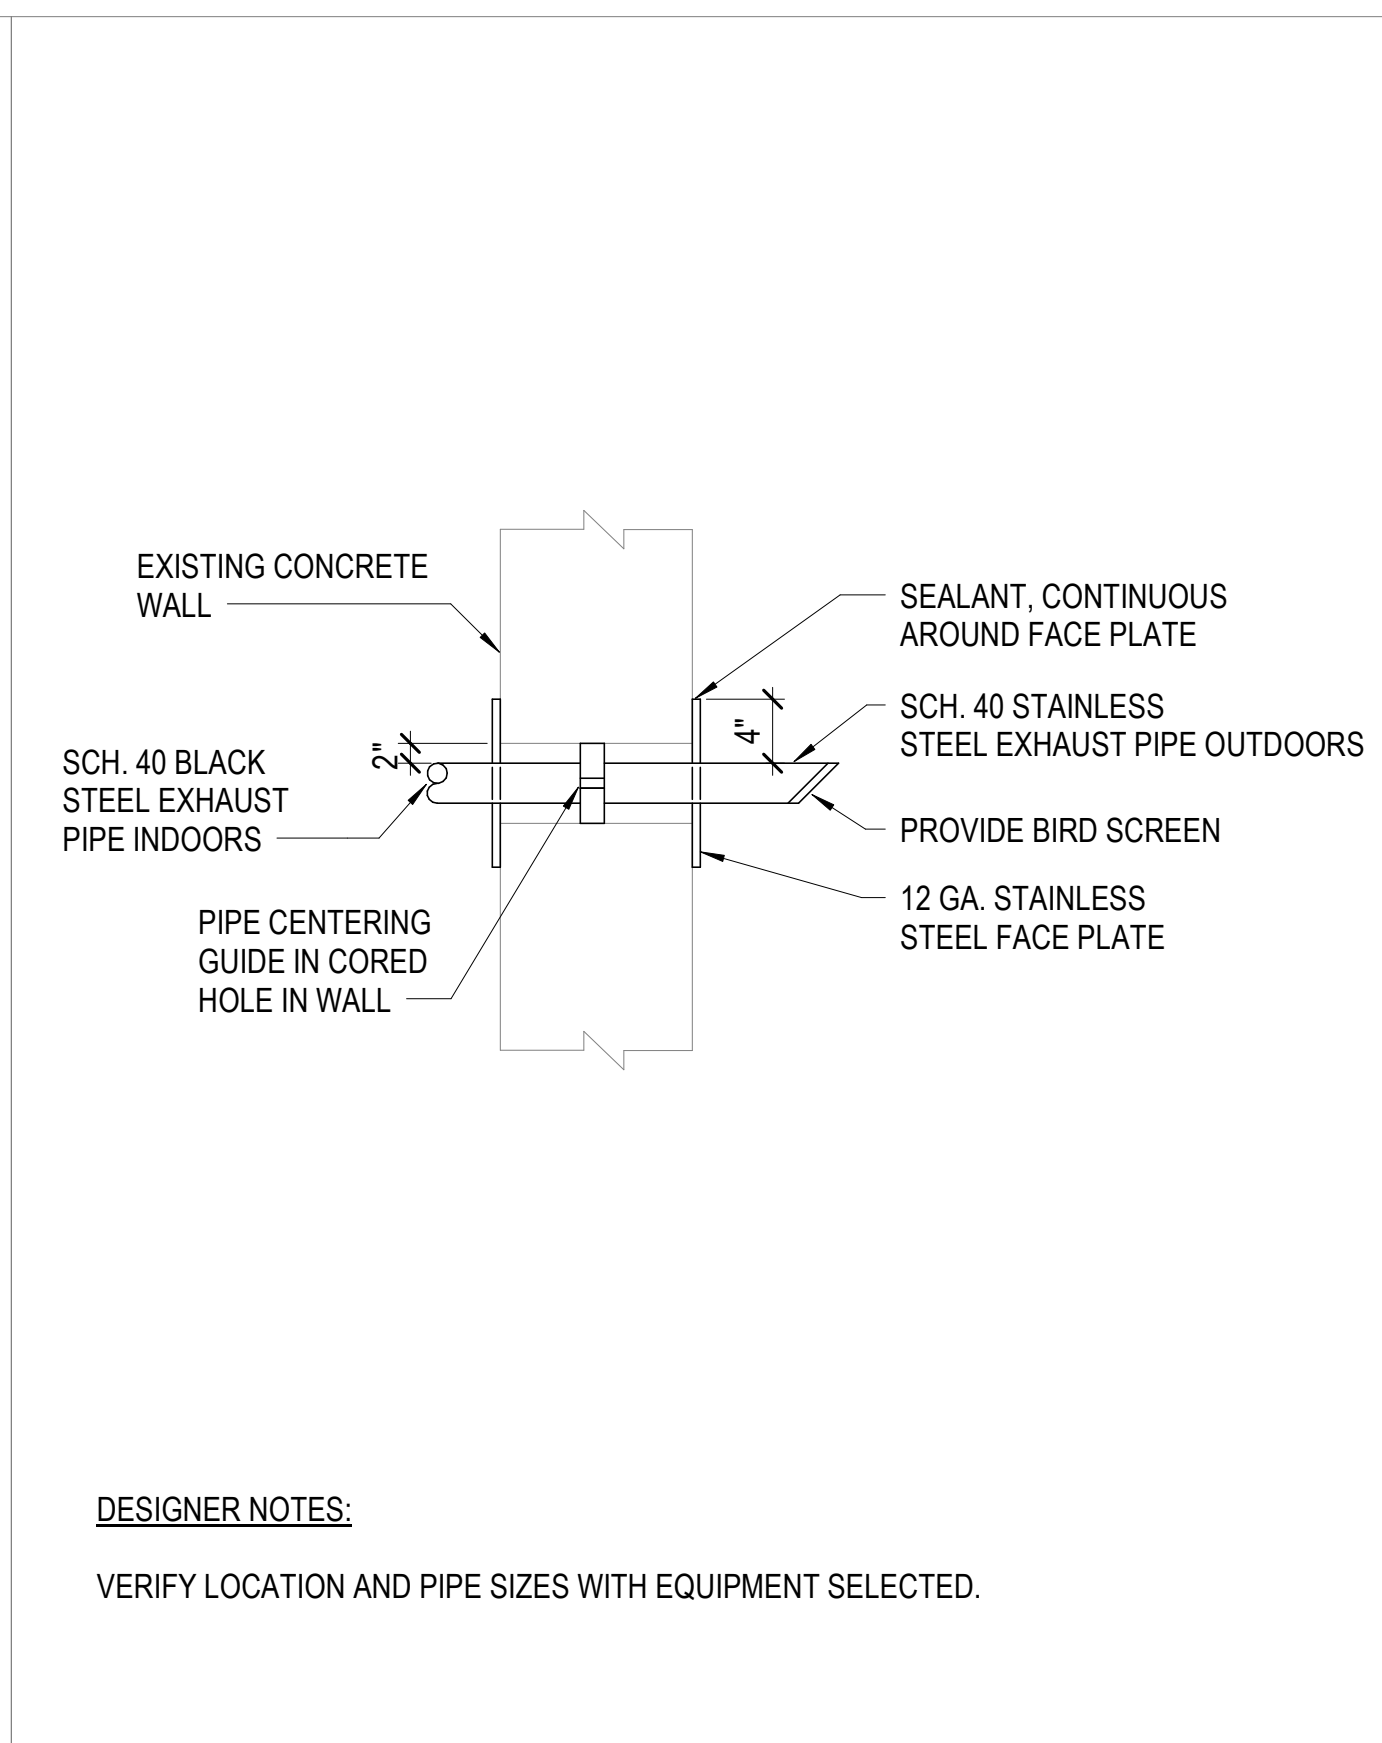 EXISTING CONCRETE
WALL
SEALANT, CONTINUOUS
AROUND FACE PLATE
SCH. 40 STAINLESS
STEEL EXHAUST PIPE OUTDOORS
4"
2"
SCH. 40 BLACK
STEEL EXHAUST
PIPE INDOORS
PROVIDE BIRD SCREEN
12 GA. STAINLESS
STEEL FACE PLATE
PIPE CENTERING
GUIDE IN CORED
HOLE IN WALL
DESIGNER NOTES:
VERIFY LOCATION AND PIPE SIZES WITH EQUIPMENT SELECTED.